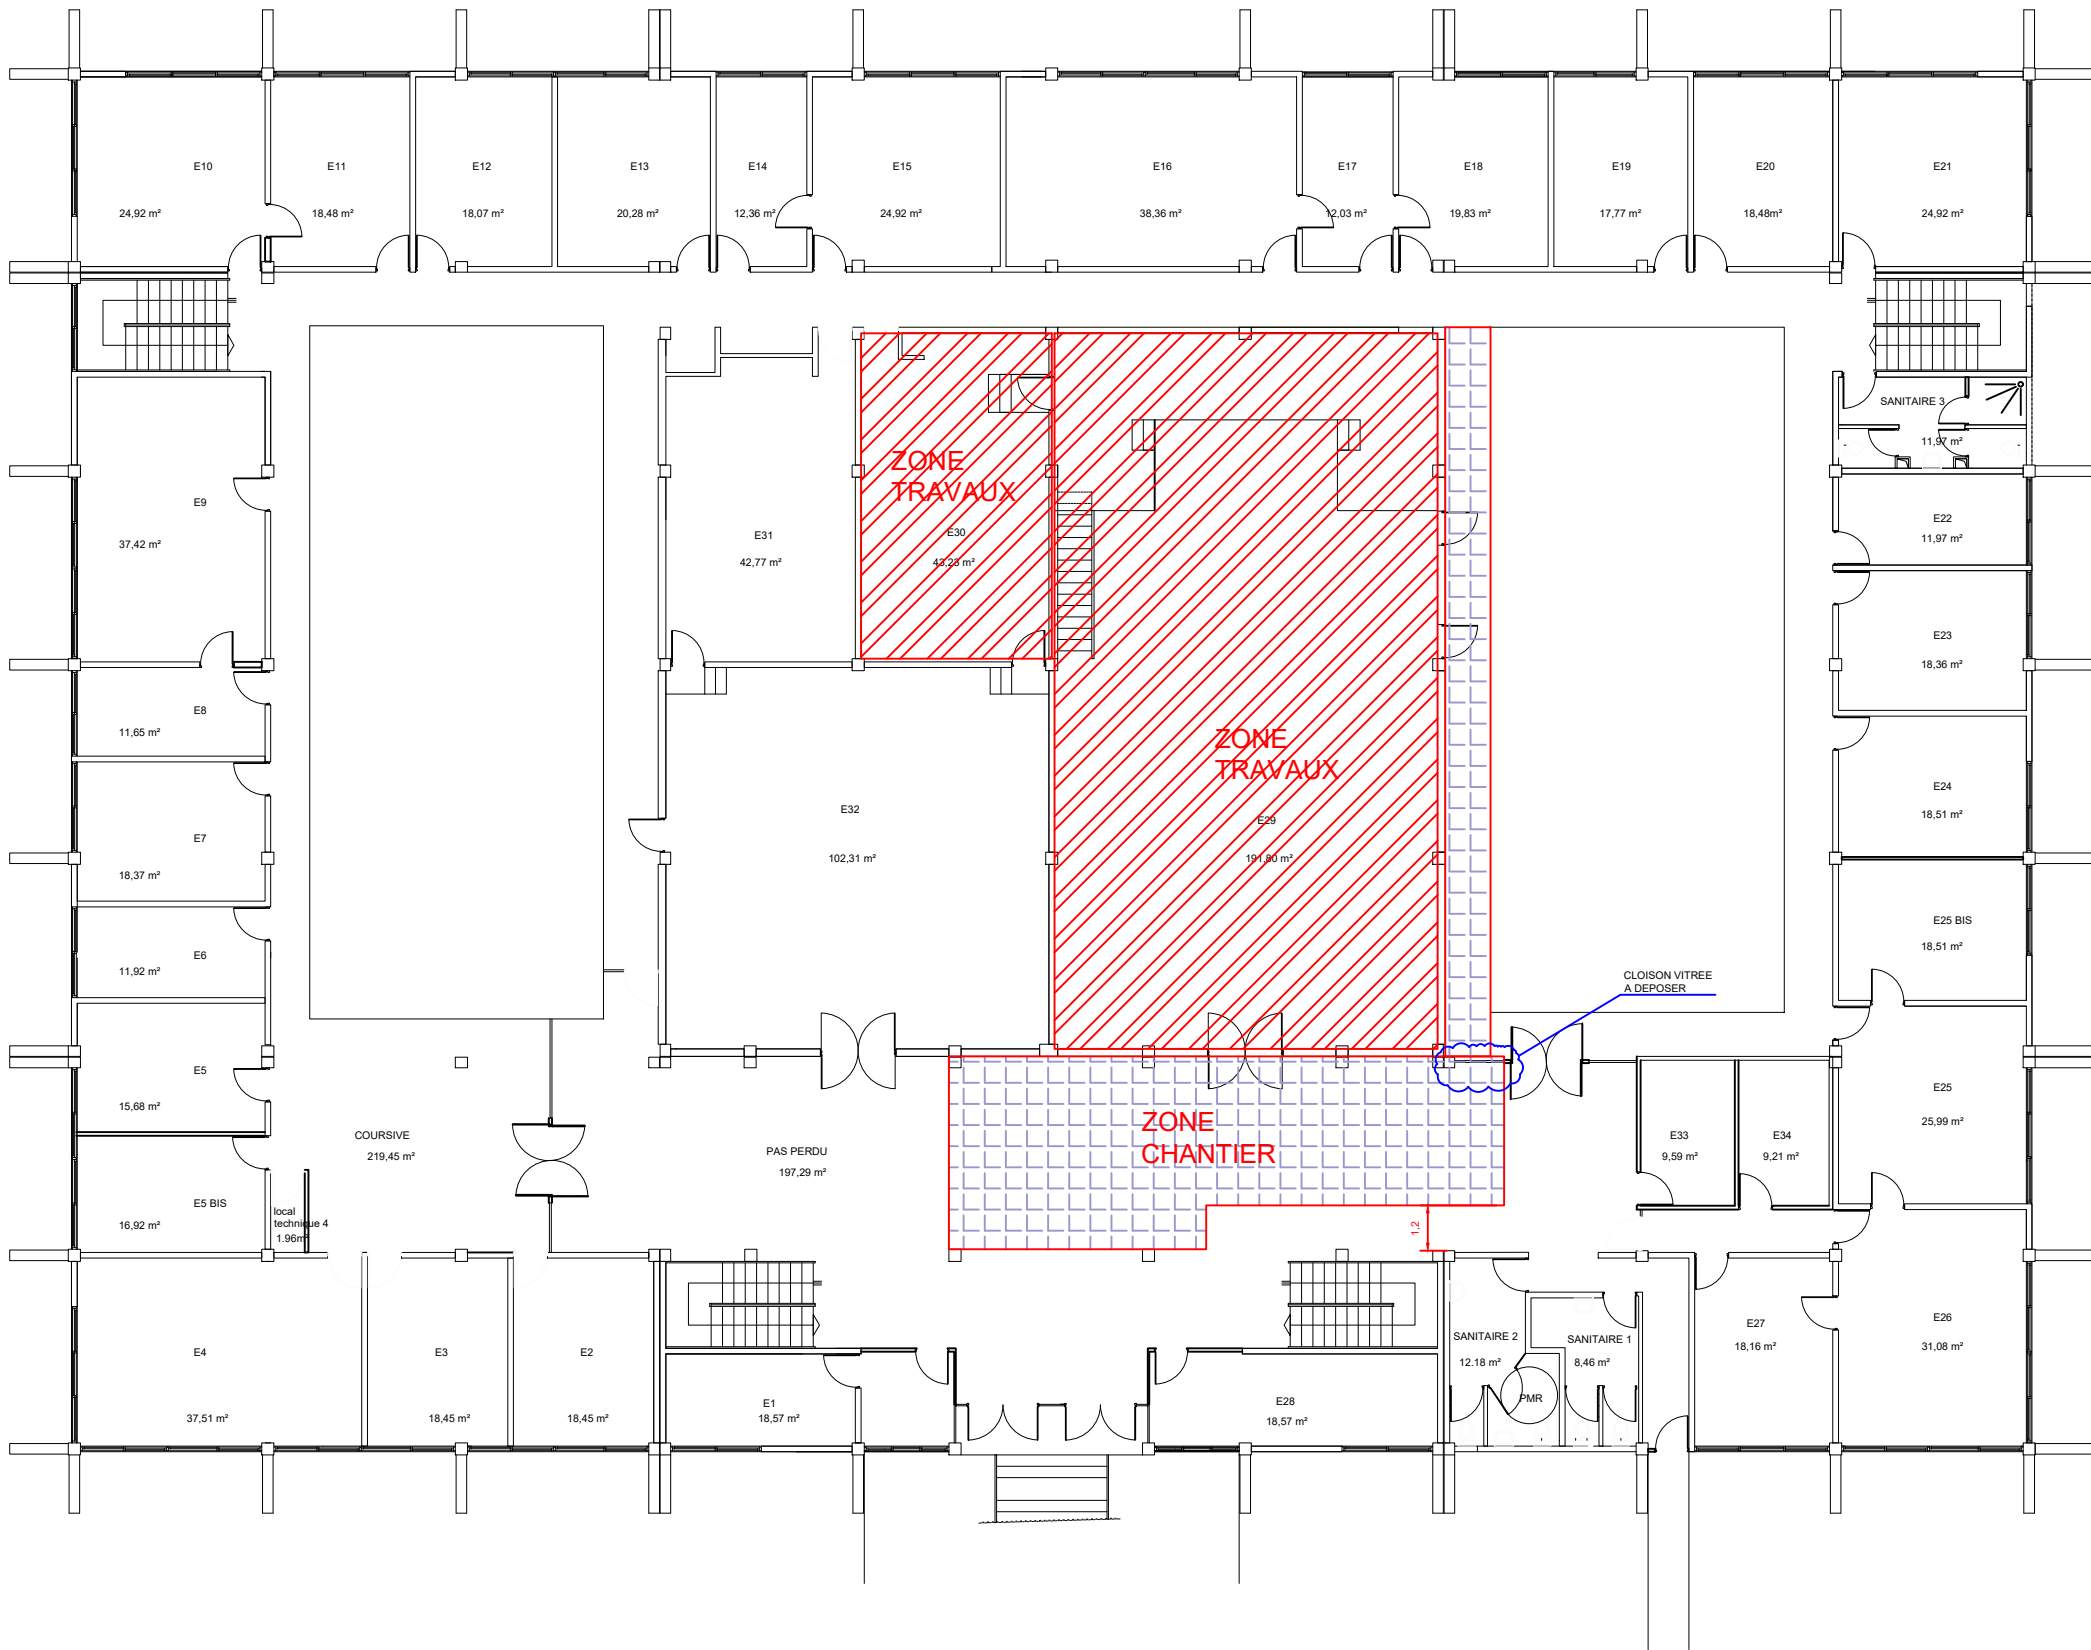 E10
24,92 m²
E11
18,48 m²
E12
18,07 m²
E13
20,28 m²
E14
12,36 m²
E15
24,92 m²
E16
38,36 m²
E17
12,03 m²
E18
19,83 m²
E19
17,77 m²
E20
18,48m²
E21
24,92 m²
SANITAIRE 3
11,97 m²
E9
37,42 m²
E31
42,77 m²
ZONE
TRAVAUX
E30
43,23 m²
E22
11,97 m²
E23
18,36 m²
E8
11,65 m²
E7
18,37 m²
E32
102,31 m²
ZONE
TRAVAUX
E29
191,80 m²
E24
18,51 m²
E25 BIS
18,51 m²
E6
11,92 m²
CLOISON VITREE
A DEPOSER
E5
15,68 m²
COURSIVE
219,45 m²
PAS PERDU
197,29 m²
ZONE
CHANTIER
E33
9,59 m²
E34
9,21 m²
E25
25,99 m²
E5 BIS
16,92 m²
local
technique 4
1.96m²
1,2
E4
37,51 m²
E3
18,45 m²
E2
18,45 m²
E1
18,57 m²
E28
18,57 m²
SANITAIRE 2
12.18 m²
SANITAIRE 1
8,46 m²
PMR
E27
18,16 m²
E26
31,08 m²